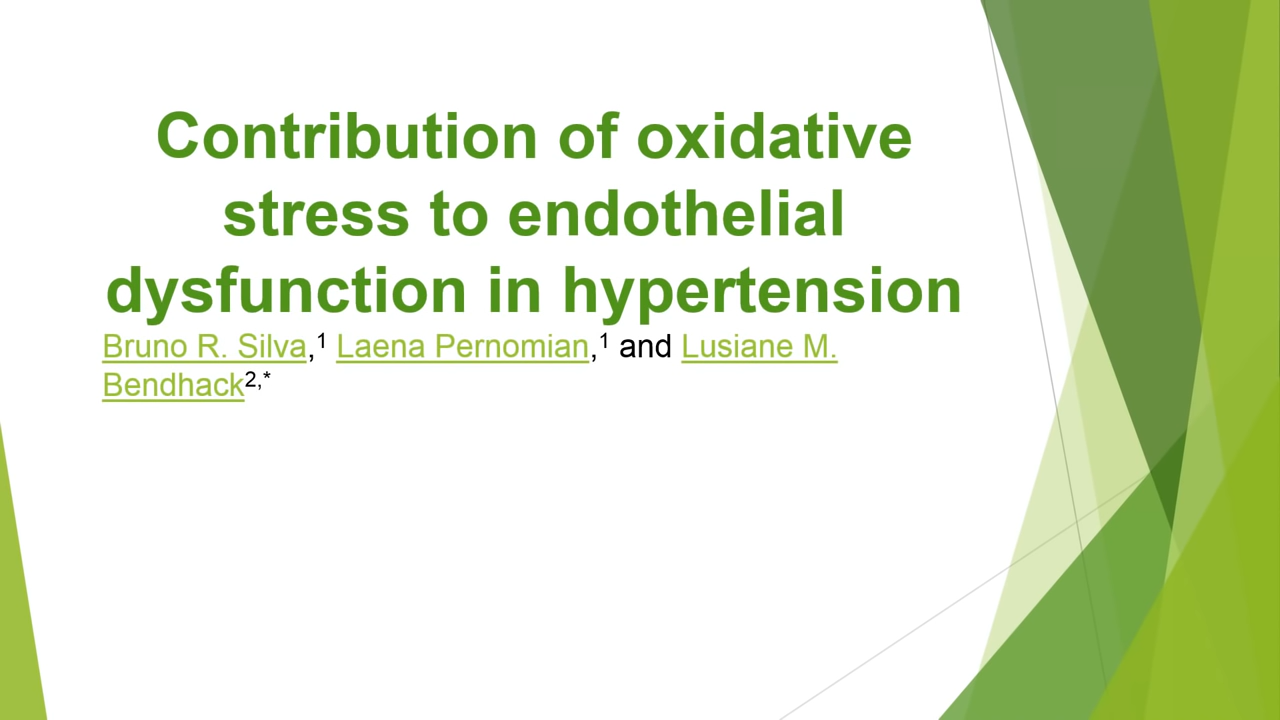 Contribution of oxidative
stress to endothelial
dysfunction in hypertension
Bruno R. Silva,¹ Laena Pernomian,¹ and Lusiane M.
Bendhack²,*